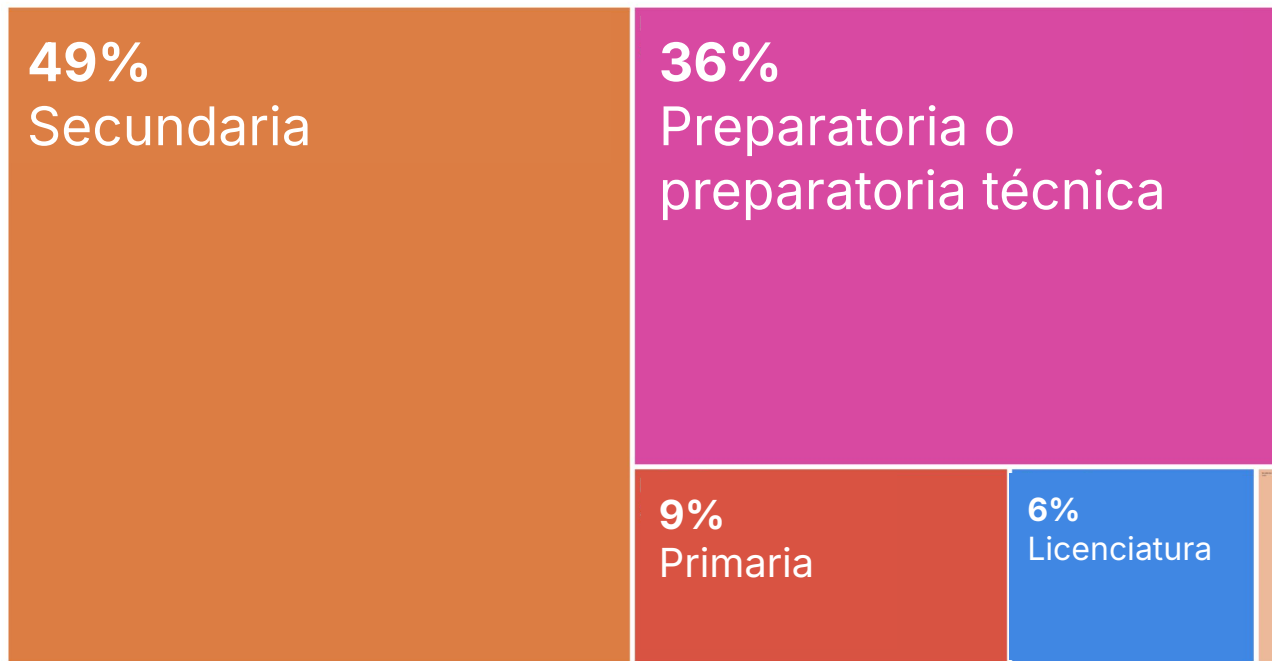 49%
Secundaria
36%
Preparatoria o
preparatoria técnica
9%
Primaria
6%
Licenciatura